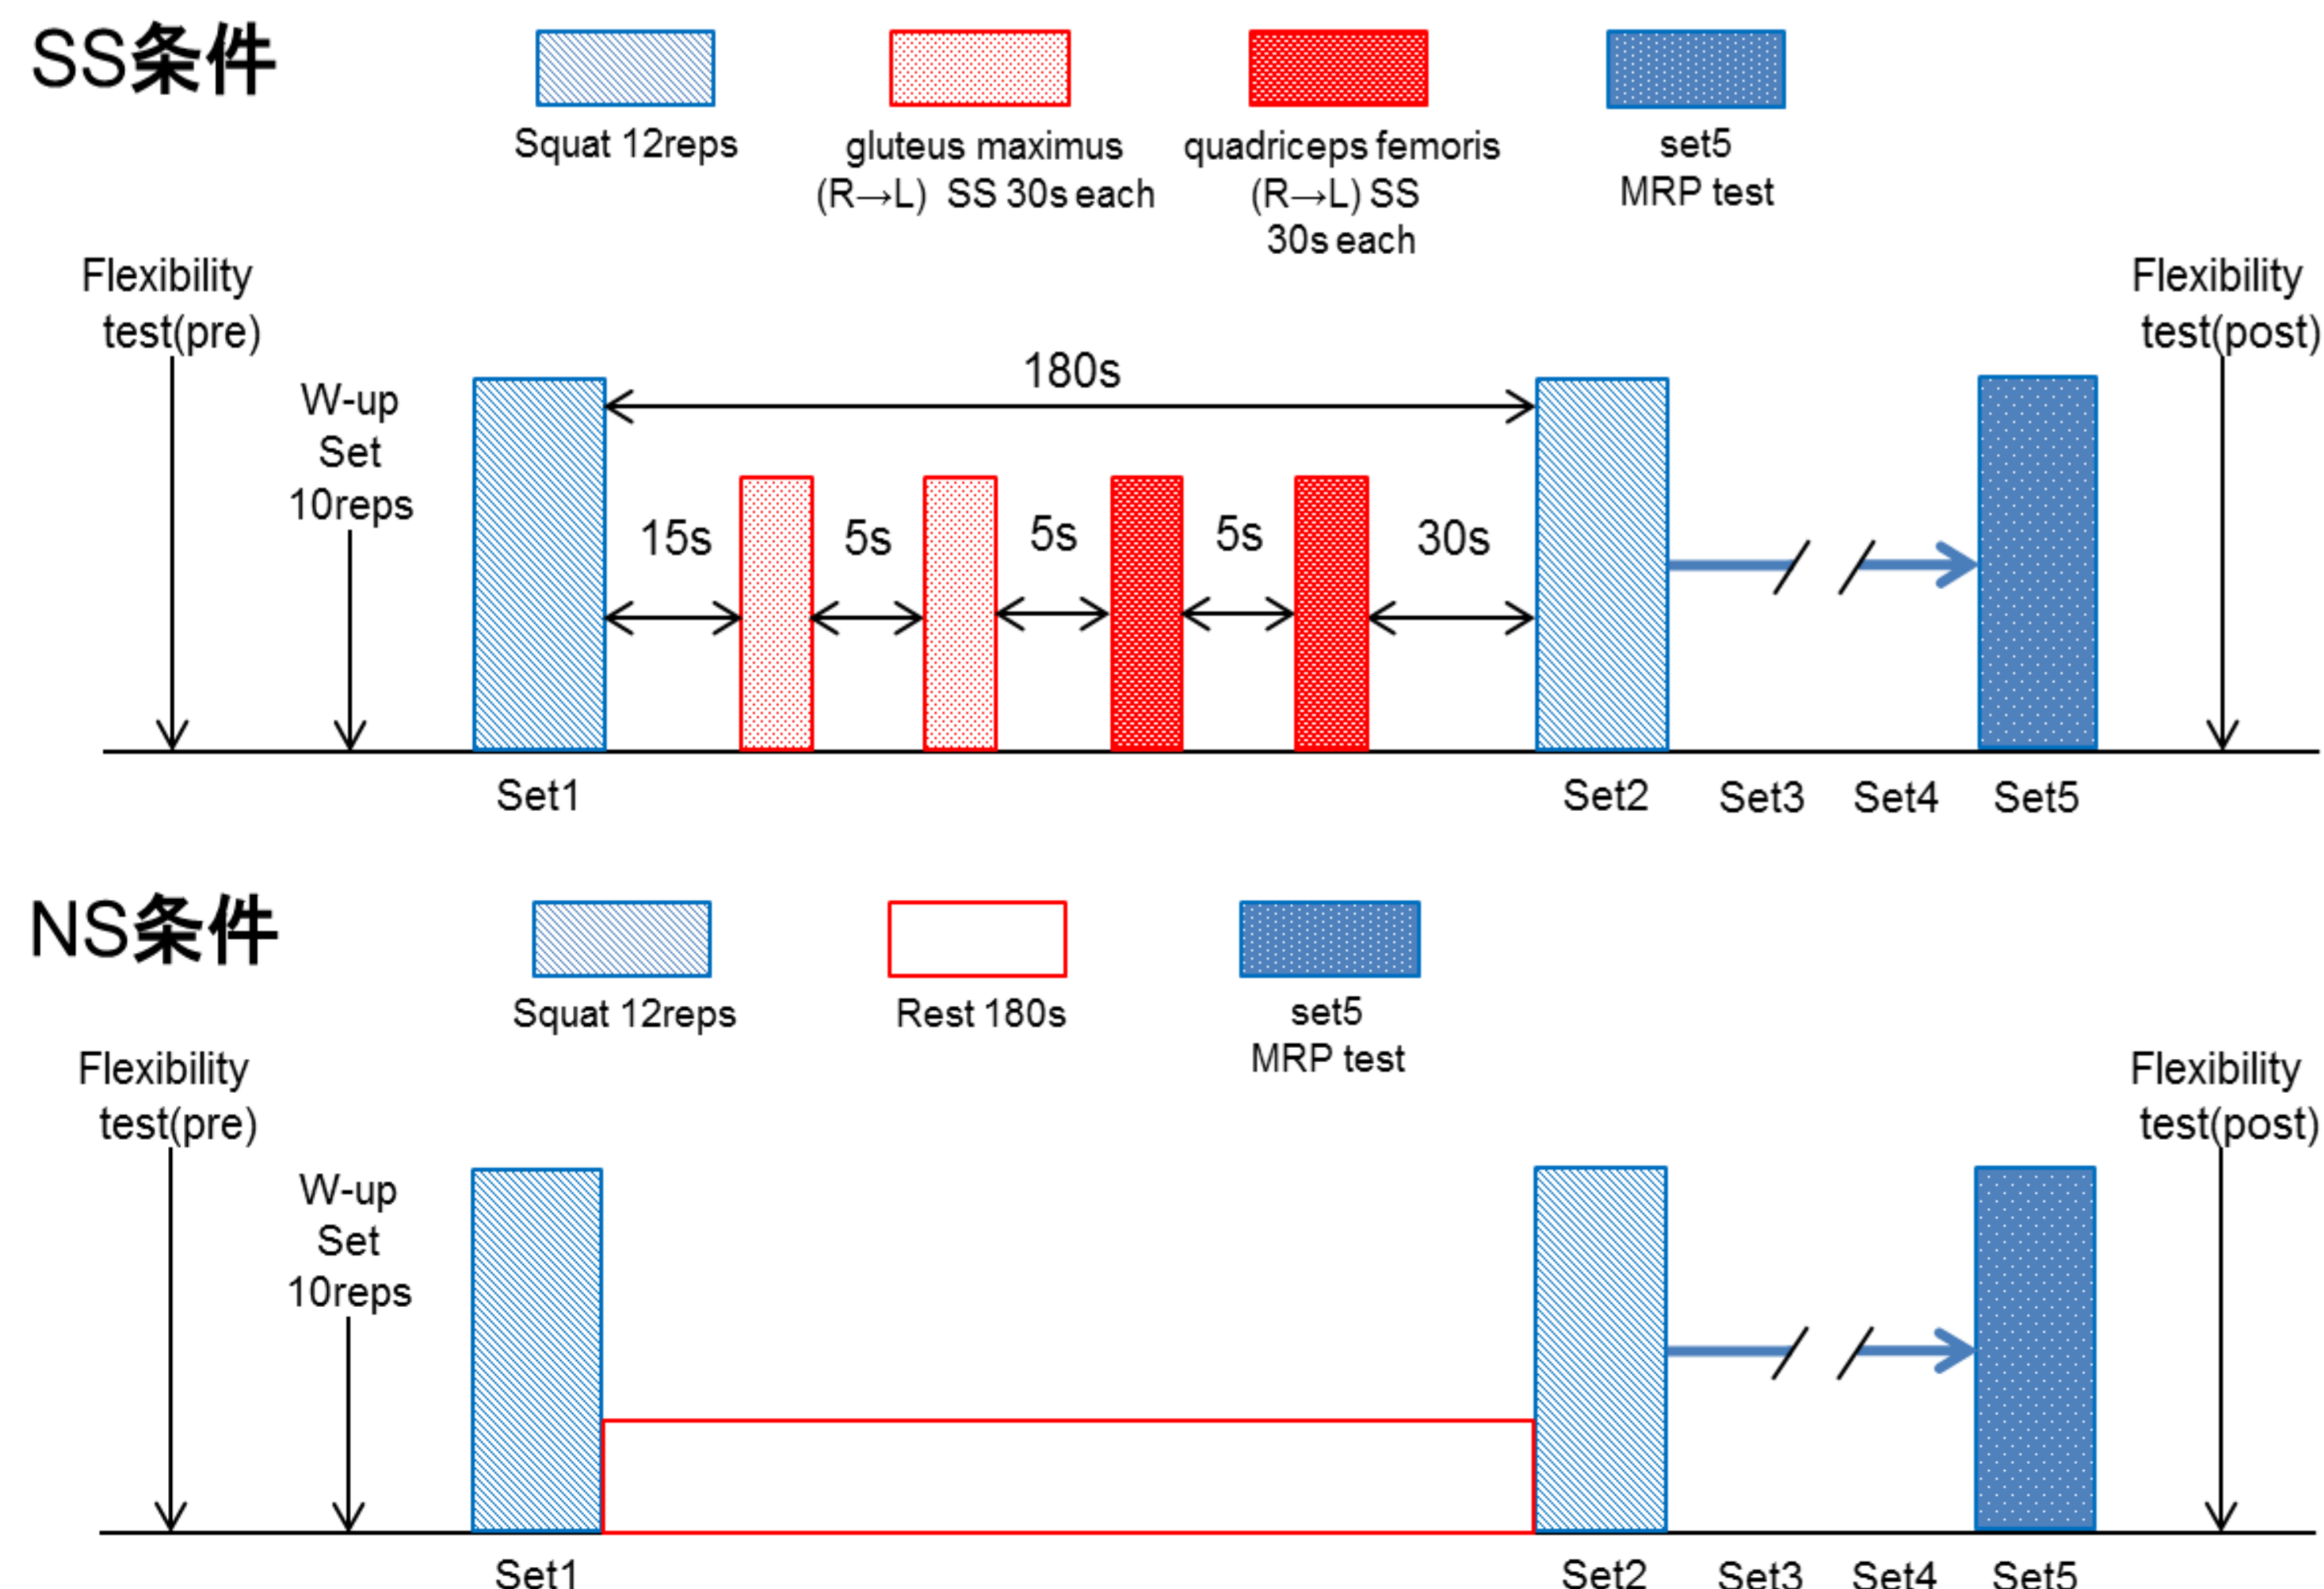 SS条件
Squat 12reps
gluteus maximus
(R→L) SS 30s each
quadriceps femoris
(R→L) SS
30s each
set5
MRP test
Flexibility
test(pre)
W-up
Set
10reps
180s
15s
5s
5s
5s
30s
Flexibility
test(post)
Set1
Set2
Set3
Set4
Set5
NS条件
Squat 12reps
Rest 180s
set5
MRP test
Flexibility
test(pre)
W-up
Set
10reps
Flexibility
test(post)
Set1
Set2
Set3
Set4
Set5